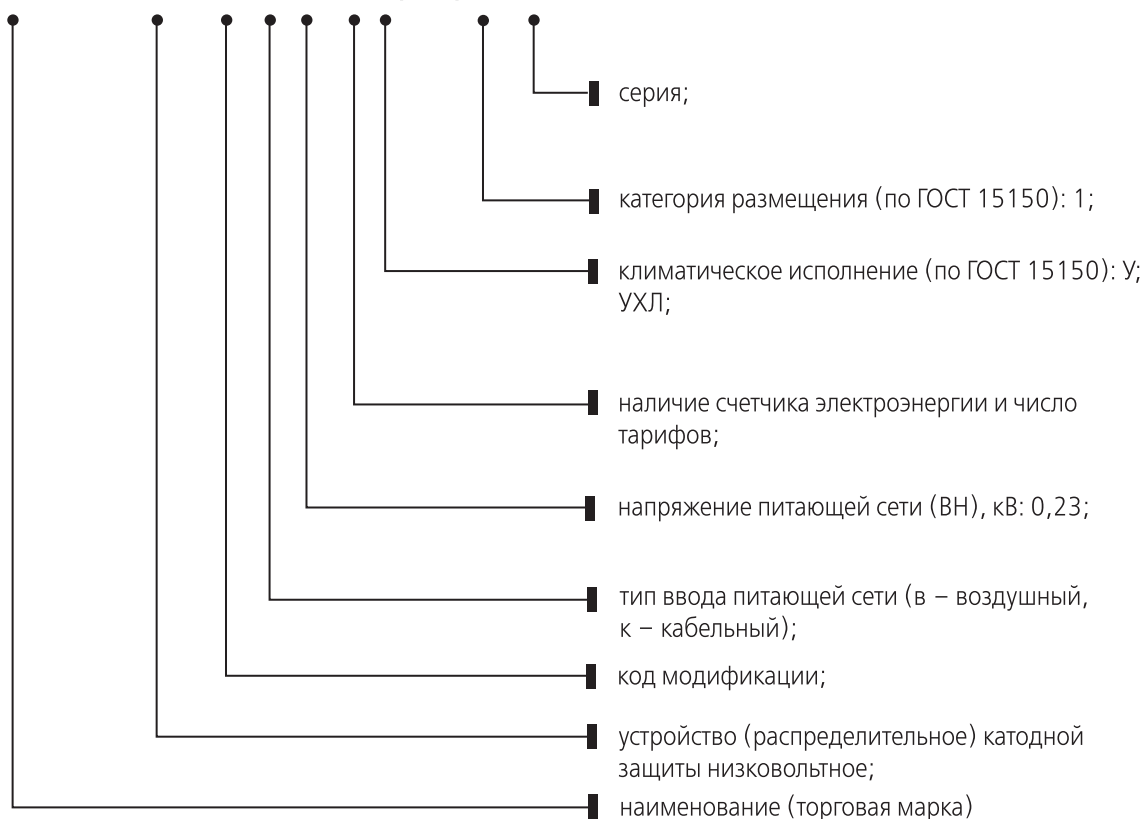 серия;
категория размещения (по ГОСТ 15150): 1;
климатическое исполнение (по ГОСТ 15150): У;
УХЛ;
наличие счетчика электроэнергии и число
тарифов;
напряжение питающей сети (ВН), кВ: 0,23;
тип ввода питающей сети (в – воздушный,
к – кабельный);
код модификации;
устройство (распределительное) катодной
защиты низковольтное;
наименование (торговая марка)